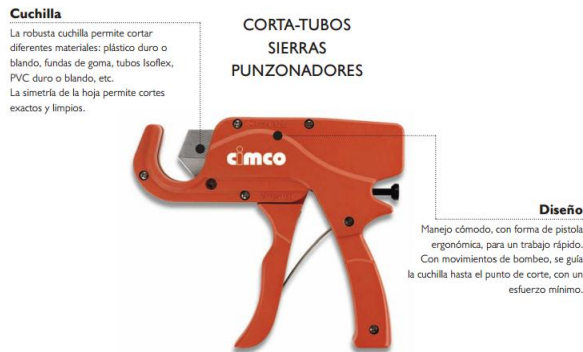 Cuchilla
La robusta cuchilla permite cortar
diferentes materiales: plástico duro o
blando, fundas de goma, tubos Isoflex,
PVC duro o blando, etc.
La simetría de la hoja permite cortes
exactos y limpios.
CORTA-TUBOS
SIERRAS
PUNZONADORES
cimco
Diseño
Manejo cómodo, con forma de pistola
ergonómica, para un trabajo rápido.
Con movimientos de bombeo, se guía
la cuchilla hasta el punto de corte, con un
esfuerzo mínimo.